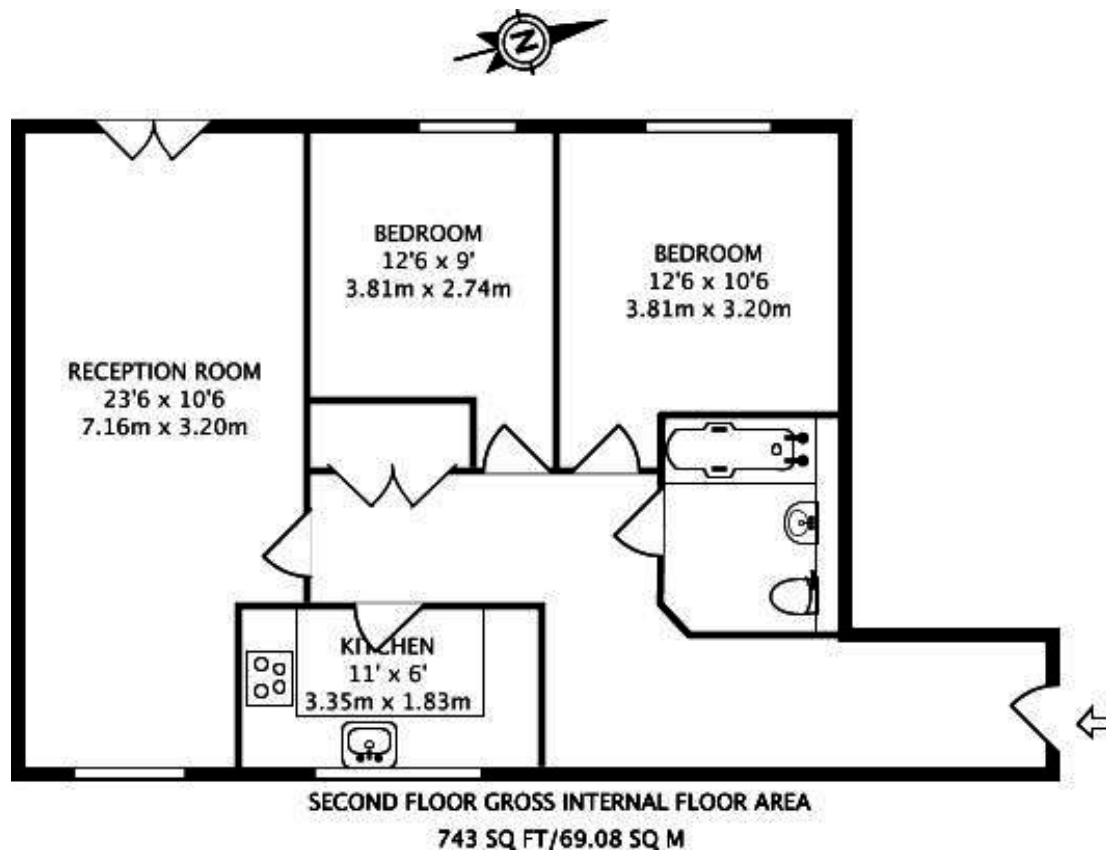 N
BEDROOM
12'6 x 9'
3.81m x 2.74m
BEDROOM
12'6 x 10'6
3.81m x 3.20m
RECEPTION ROOM
23'6 x 10'6
7.16m x 3.20m
KITCHEN
11' x 6'
3.35m x 1.83m
SECOND FLOOR GROSS INTERNAL FLOOR AREA
743 SQ FT/69.08 SQ M